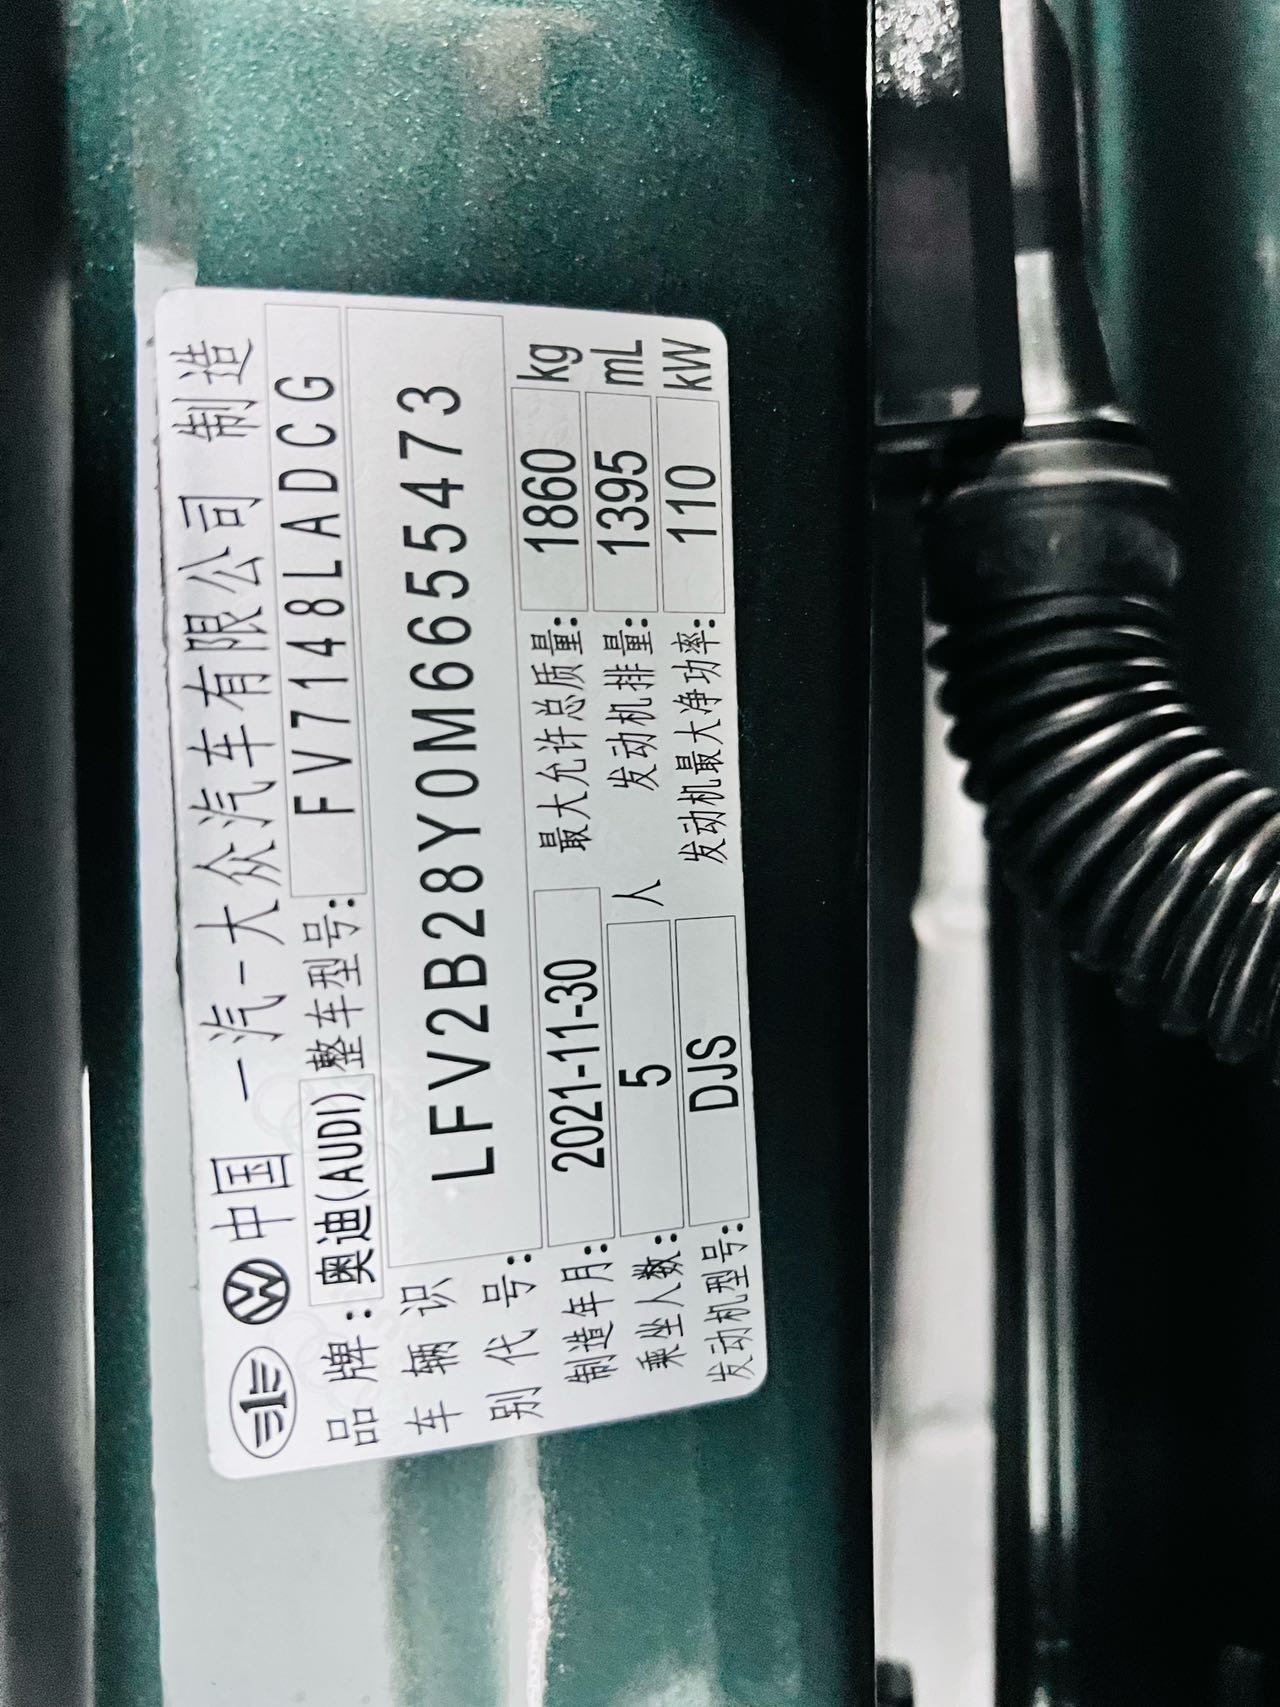 中国 一汽-大众汽车有限公司 制造
品牌:奥迪(AUDI) 整车型号:FV7148LADCG
车辆识别代号:LFV2B28Y0M6655473
制造年月:2021-11-30 最大允许总质量:1860 kg
乘坐人数:5 人 发动机排量:1395 mL
发动机型号:DJS 发动机最大净功率:110 kW